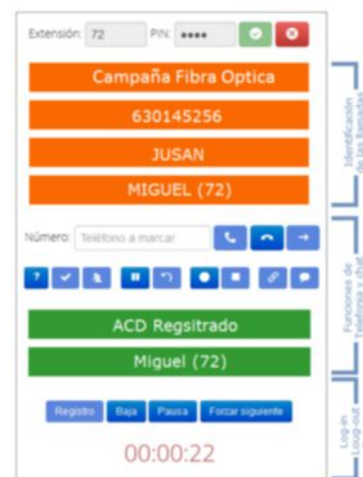 Extensión: 72 PIN: ●●●●
Campaña Fibra Optica
630145256
JUSAN
MIGUEL (72)
Identificación
de las llamadas
Número: Teléfono a marcar
?
Funciones de
Telefonía y chat
ACD Regsitrado
Miguel (72)
Registro Baja Pausa Forzar siguiente
Log-in
Loug-out
00:00:22